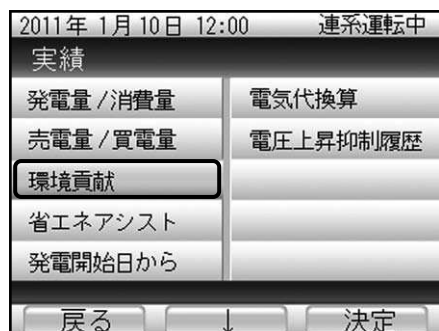 2011年 1月10日 12:00 連系運転中
実績
発電量/消費量 電気代換算
売電量/買電量 電圧上昇抑制履歴
環境貢献
省エネアシスト
発電開始日から
戻る ↓ 決定